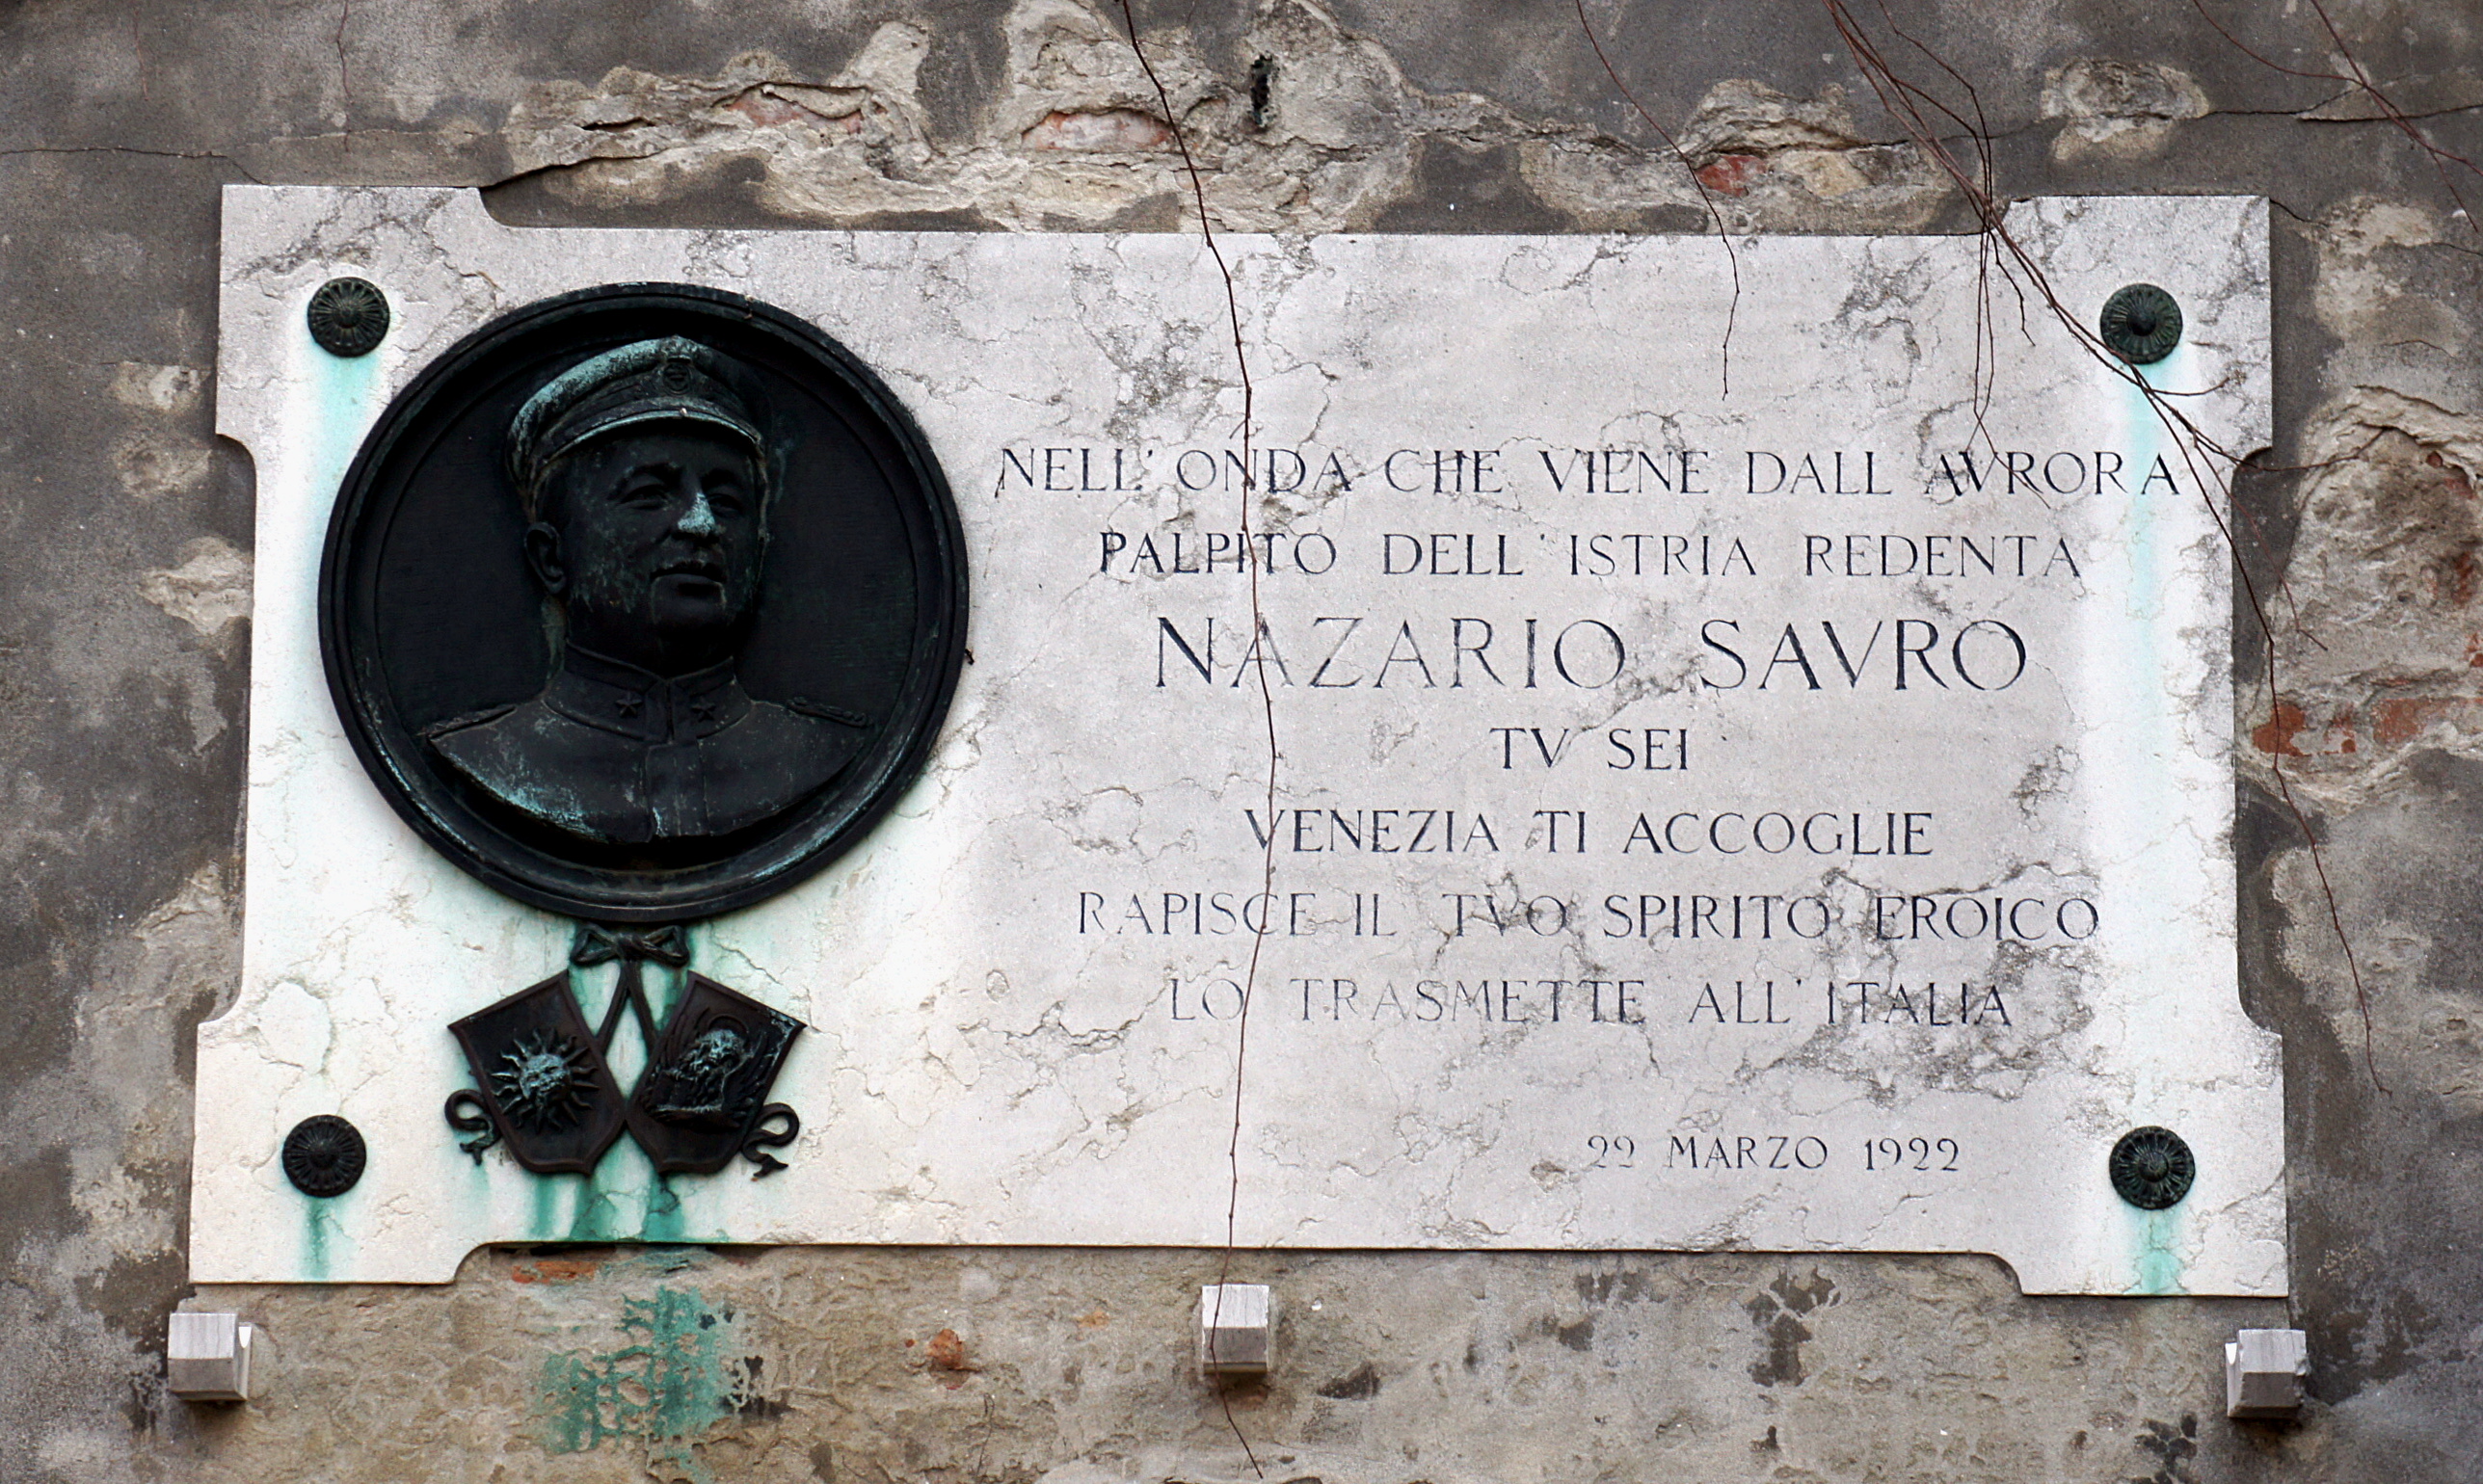 NELL' ONDA CHE VIENE DALL AVRORA
PALPITO DELL'ISTRIA REDENTA
NAZARIO SAVRO
TV SEI
VENEZIA TI ACCOGLIE
RAPISCE IL TVO SPIRITO EROICO
LO TRASMETTE ALL'ITALIA
22 MARZO 1922